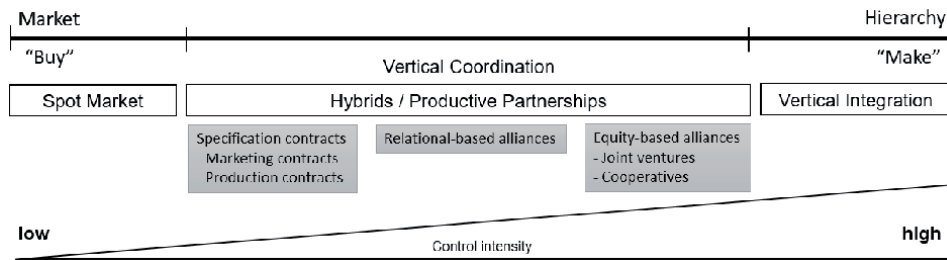 Market Hierarchy
"Buy" "Make"
Vertical Coordination
Spot Market Hybrids / Productive Partnerships Vertical Integration
Specification contracts
Marketing contracts
Production contracts
Relational-based alliances
Equity-based alliances
- Joint ventures
- Cooperatives
low high
Control intensity